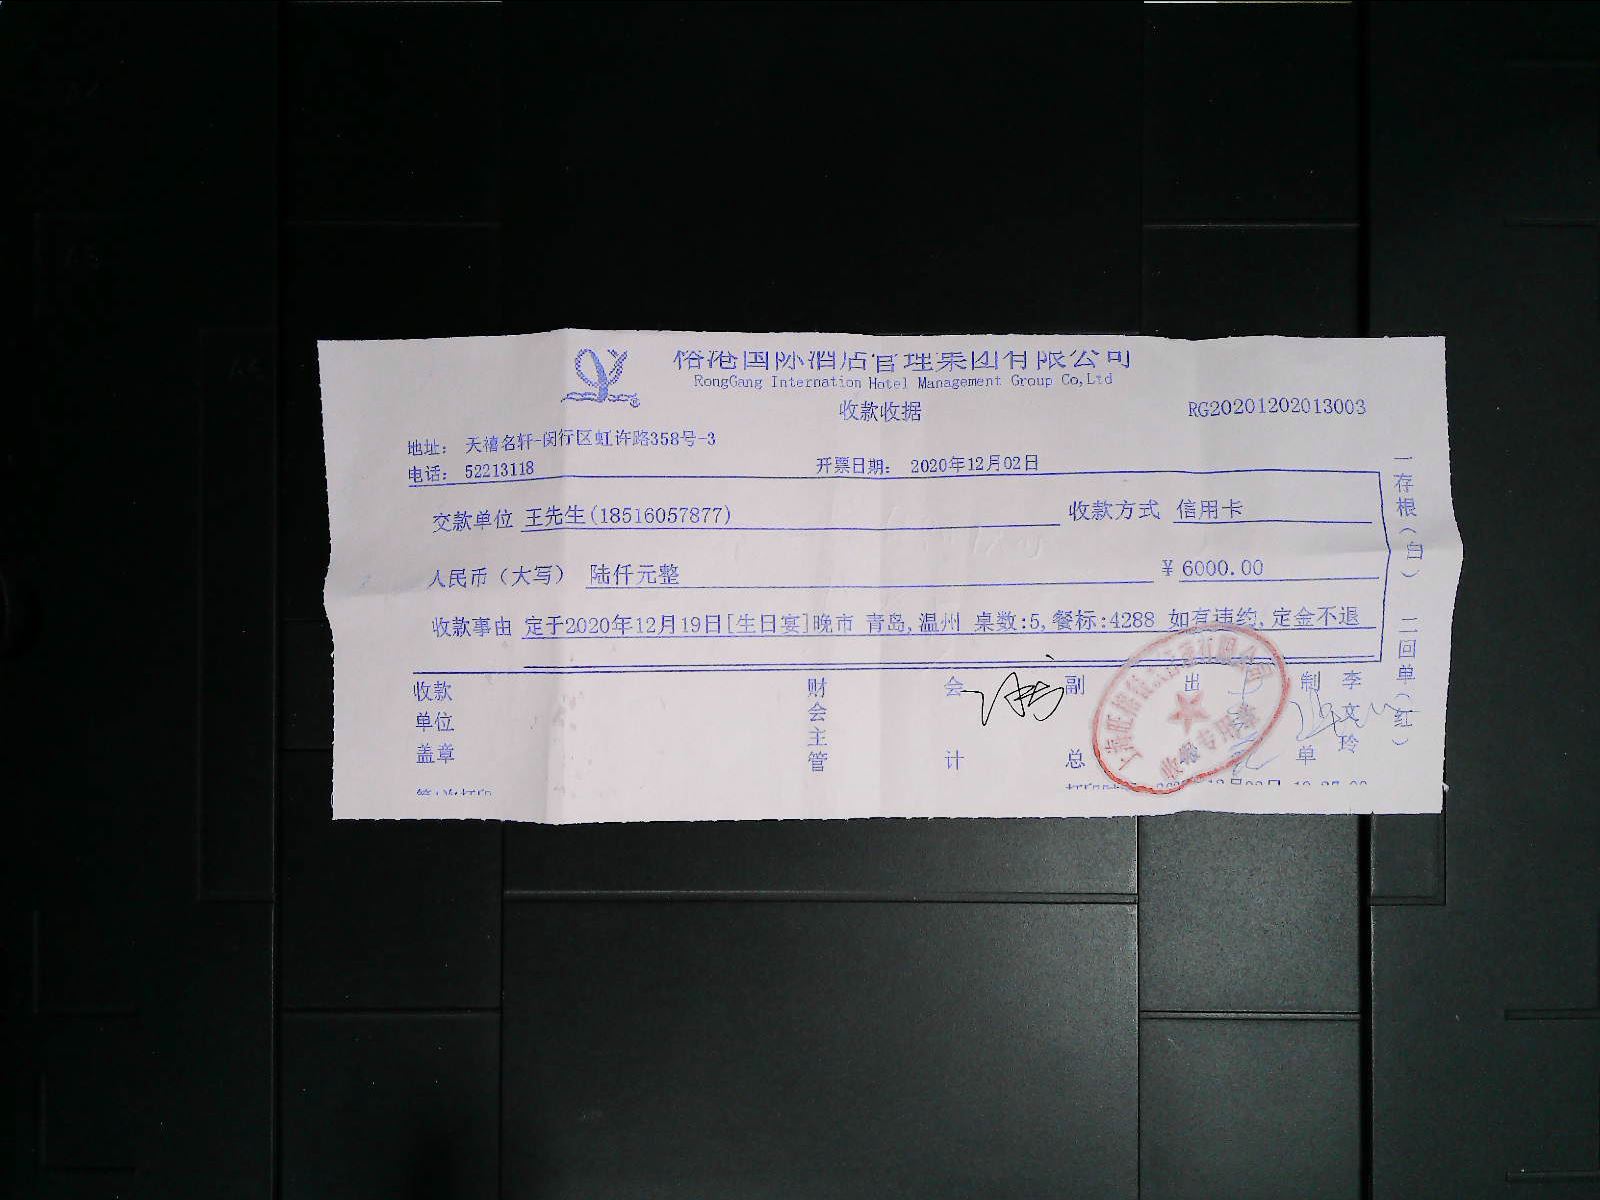 榕港国际酒店管理集团有限公司
RongGang Internation Hotel Management Group Co,Ltd
收款收据
RG20201202013003
地址: 天禧名轩-闵行区虹许路358号-3
电话: 52213118
开票日期: 2020年12月02日
交款单位 王先生(18516057877)
收款方式 信用卡
人民币(大写) 陆仟元整
¥6000.00
收款事由 定于2020年12月19日[生日宴]晚市 青岛,温州 桌数:5,餐标:4288 如有违约,定金不退
收款单位盖章
财会主管
会计
副总
出
制单
李文玲
一存根(白) 二回单(红)
收银专用章